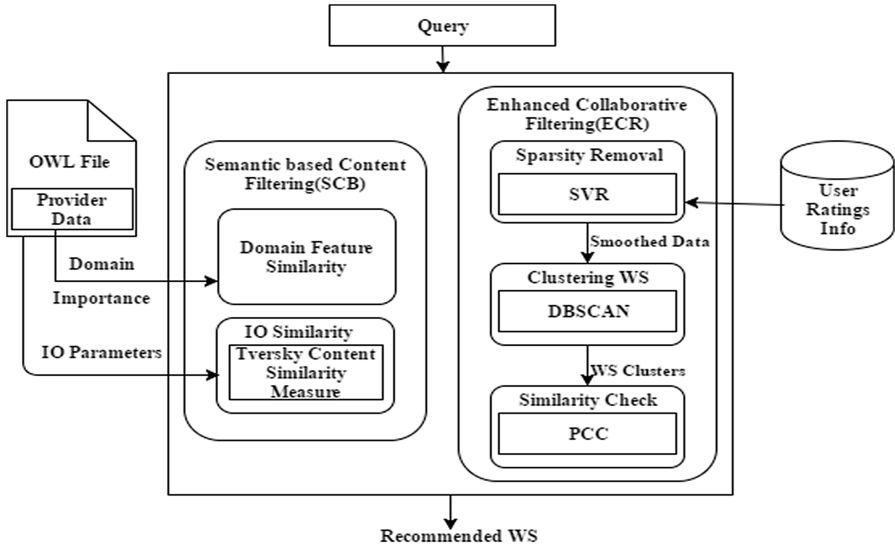 Query
OWL File
Provider
Data
Domain
Importance
IO Parameters
Semantic based Content
Filtering(SCB)
Domain Feature
Similarity
IO Similarity
Tversky Content
Similarity
Measure
Enhanced Collaborative
Filtering(ECR)
Sparsity Removal
SVR
Smoothed Data
Clustering WS
DBSCAN
WS Clusters
Similarity Check
PCC
User
Ratings
Info
Recommended WS